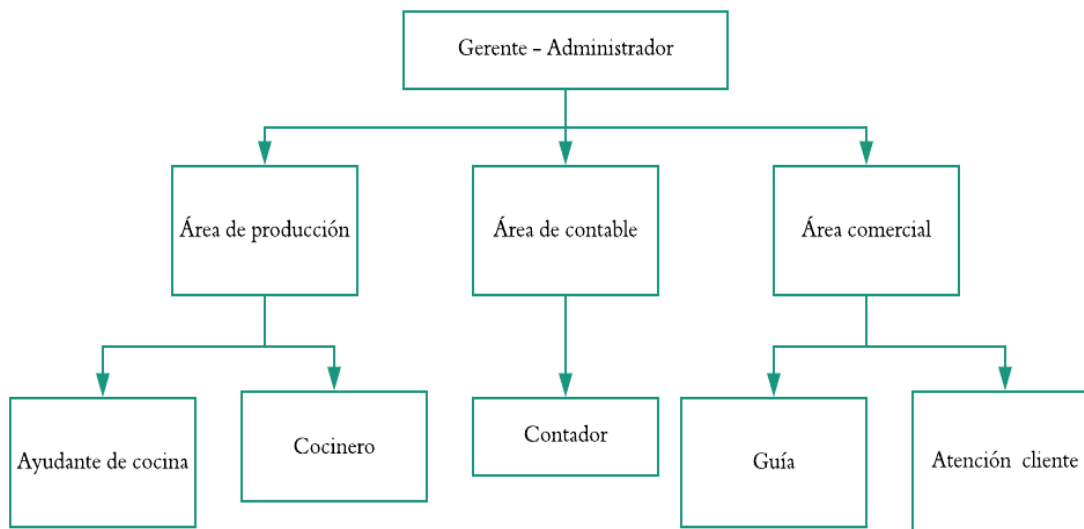 Gerente - Administrador
Área de producción
Área de contable
Área comercial
Ayudante de cocina
Cocinero
Contador
Guía
Atención cliente